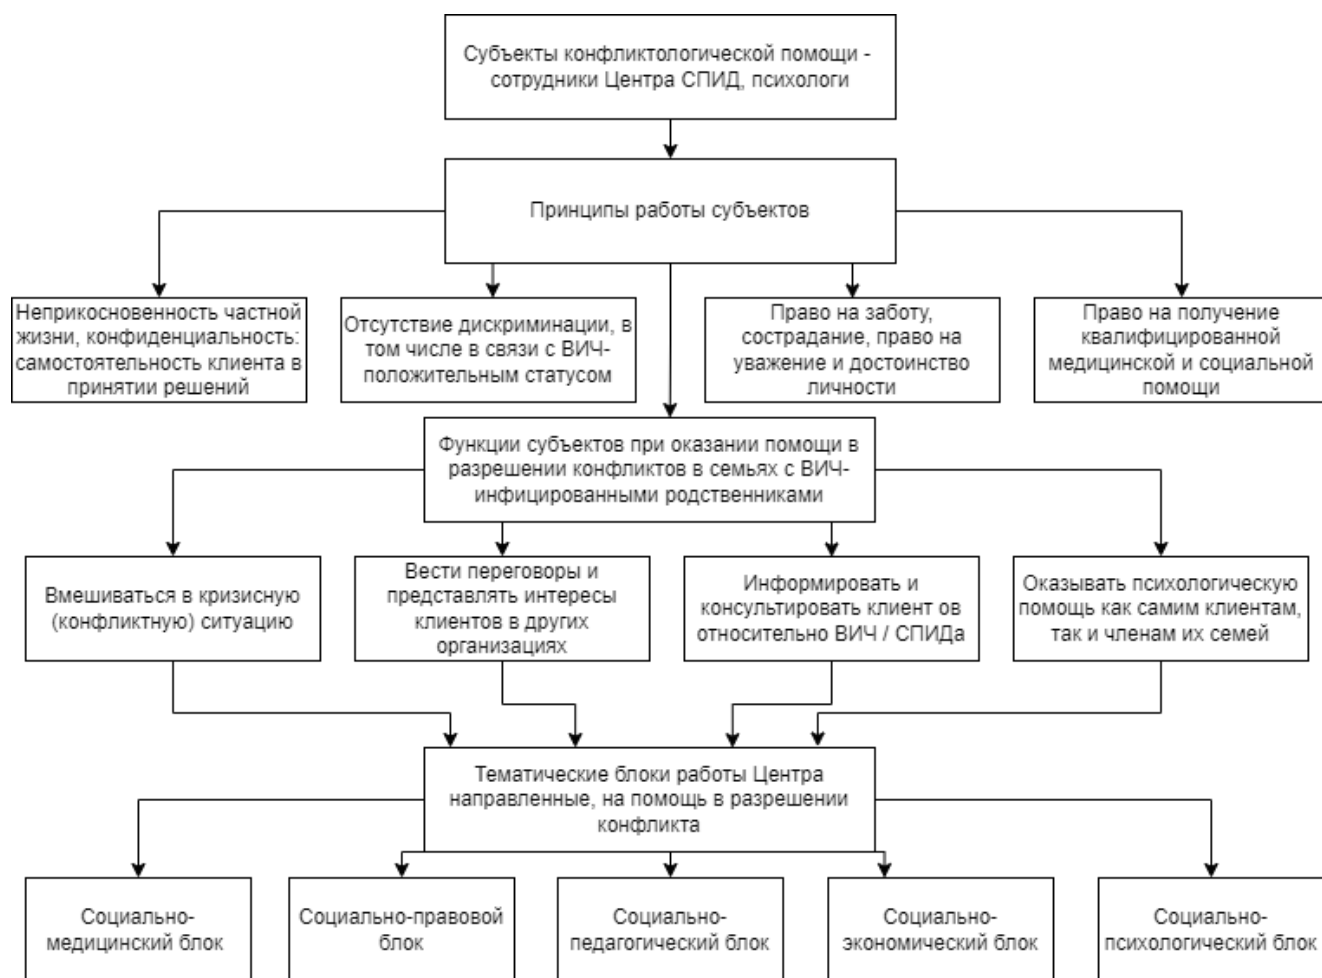 Субъекты конфликтологической помощи -
сотрудники Центра СПИД, психологи
Принципы работы субъектов
Неприкосновенность частной
жизни, конфиденциальность:
самостоятельность клиента в
принятии решений
Отсутствие дискриминации, в
том числе в связи с ВИЧ-
положительным статусом
Право на заботу,
сострадание, право на
уважение и достоинство
личности
Право на получение
квалифицированной
медицинской и социальной
помощи
Функции субъектов при оказании помощи в
разрешении конфликтов в семьях с ВИЧ-
инфицированными родственниками
Вмешиваться в кризисную
(конфликтную) ситуацию
Вести переговоры и
представлять интересы
клиентов в других
организациях
Информировать и
консультировать клиент ов
относительно ВИЧ / СПИДа
Оказывать психологическую
помощь как самим клиентам,
так и членам их семей
Тематические блоки работы Центра
направленные, на помощь в разрешении
конфликта
Социально-
медицинский блок
Социально-правовой
блок
Социально-
педагогический блок
Социально-
экономический блок
Социально-
психологический блок